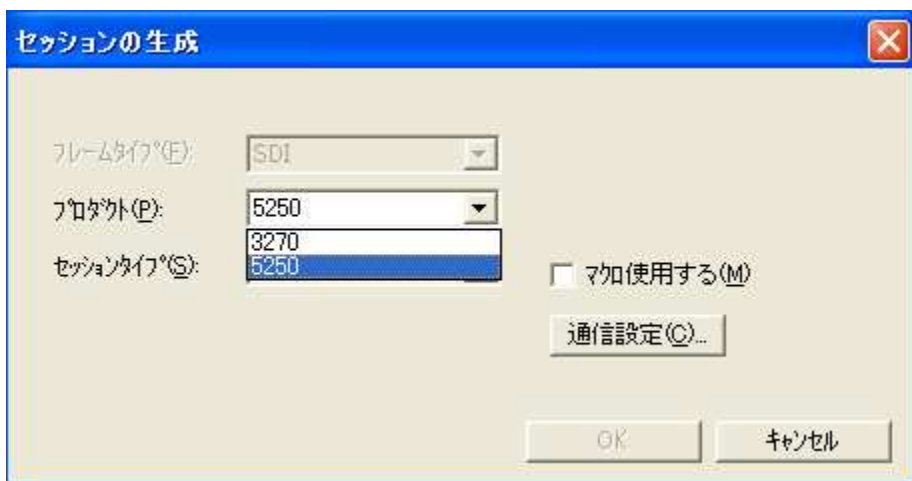 セッションの生成
ﾌﾚｰﾑﾀｲﾌﾟ(F): SDI
ﾌﾟﾛﾀﾞｸﾄ(P): 5250
3270
ｾｯｼｮﾝﾀｲﾌﾟ(S): 5250
ﾏｸﾛ使用する(M)
通信設定(C)...
OK ｷｬﾝｾﾙ